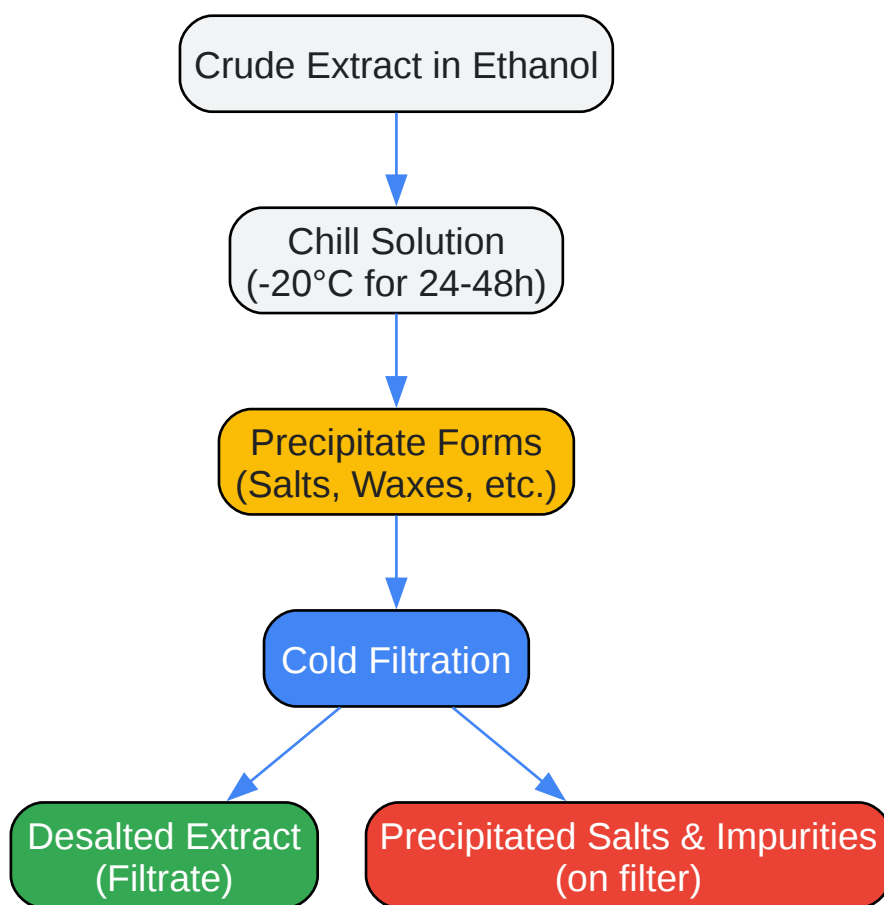 Crude Extract in Ethanol
Chill Solution
(-20°C for 24-48h)
Precipitate Forms
(Salts, Waxes, etc.)
Cold Filtration
Desalted Extract
(Filtrate)
Precipitated Salts & Impurities
(on filter)